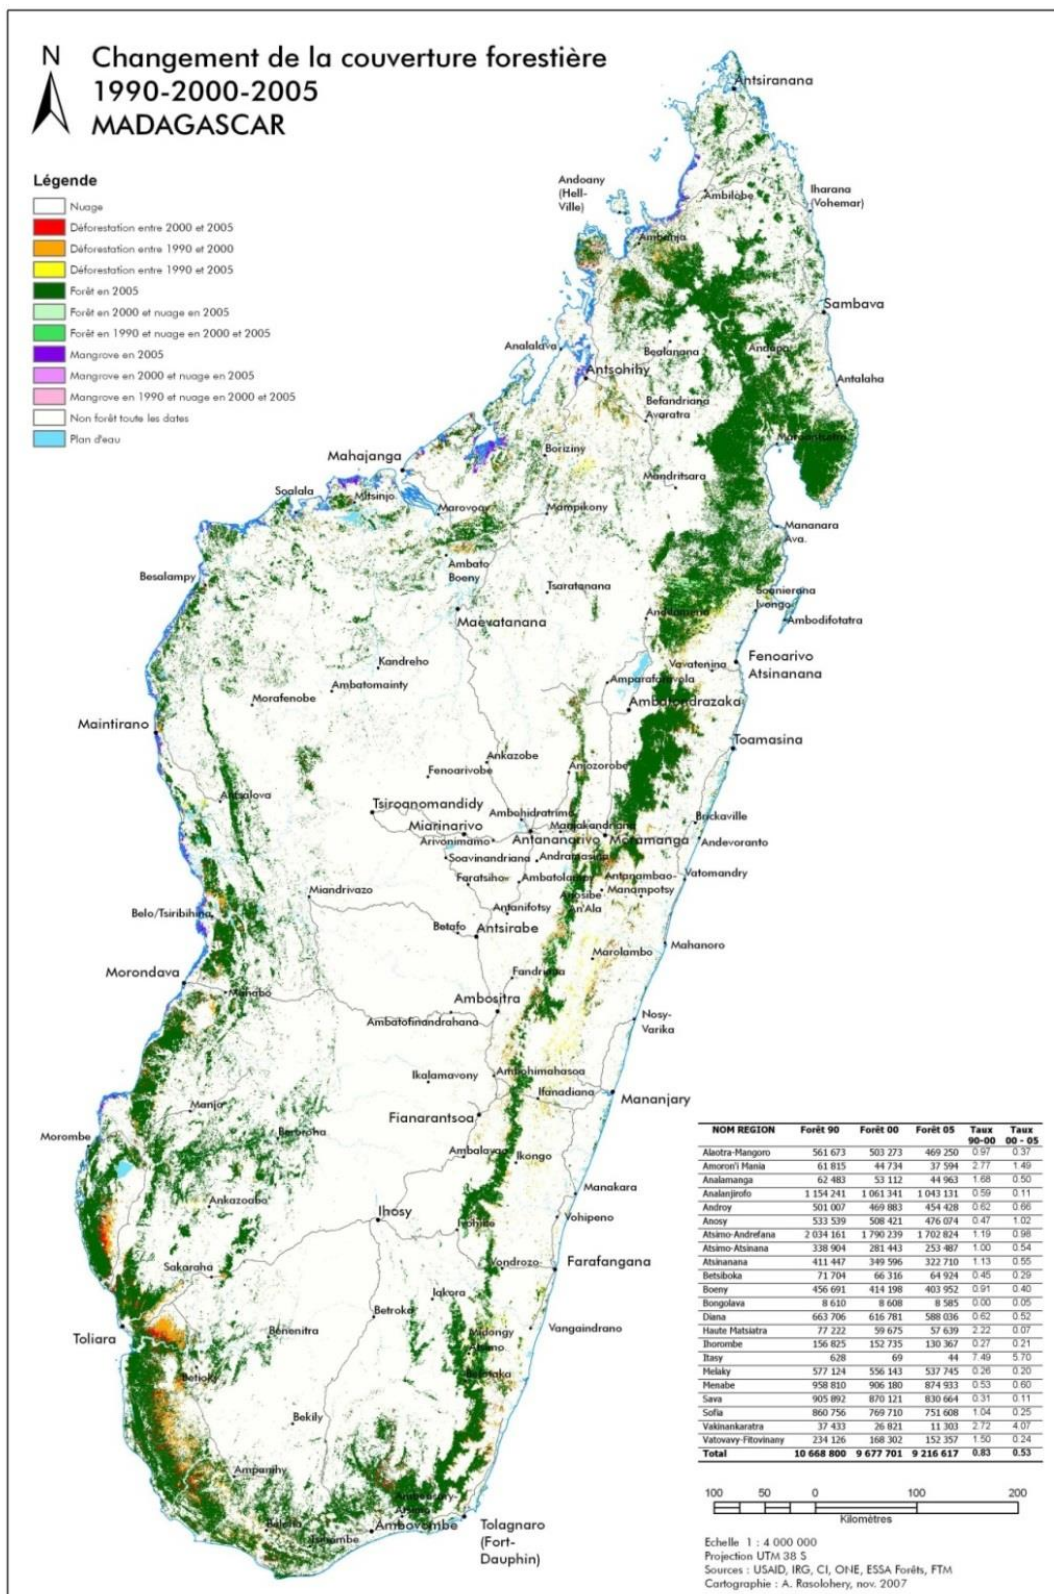 N
Changement de la couverture forestière
1990-2000-2005
MADAGASCAR
Légende
Nuage
Déforestation entre 2000 et 2005
Déforestation entre 1990 et 2000
Déforestation entre 1990 et 2005
Forêt en 2005
Forêt en 2000 et nuage en 2005
Forêt en 1990 et nuage en 2000 et 2005
Mangrove en 2005
Mangrove en 2000 et nuage en 2005
Mangrove en 1990 et nuage en 2000 et 2005
Non forêt toute les dates
Plan d'eau
Antsiranana
Andoany
(Hell-
Ville)
Ambilobe
Iharana
(Vohemar)
Ambanja
Sambava
Analalava
Bealanana
Andapa
Antsohihy
Antalaha
Befandriana
Avaratra
Maroantsetra
Boriziny
Mahajanga
Mandritsara
Soalala
Mitsinjo
Marovoay
Mampikony
Mananara
Ava.
Ambato
Boeny
Besalampy
Tsaratanana
Soanierana
Ivongo
Maevatanana
Andilamena
Ambodifotatra
Kandreho
Vavatenina
Fenoarivo
Atsinanana
Ambatomainty
Amparafaravola
Morafenobe
Ambatondrazaka
Maintirano
Toamasina
Ankazobe
Fenoarivobe
Anjozorobe
Antsalova
Tsiroanomandidy
Ambohidratrimo
Brickaville
Miarinarivo
Manjakandriana
Arivonimamo
Antananarivo
Moramanga
Andevoranto
Soavinandriana
Andramasina
Faratsiho
Ambatolampy
Antanambao-
Manampotsy
Vatomandry
Miandrivazo
Anosibe
An'Ala
Antanifotsy
Belo/Tsiribihina
Betafo
Antsirabe
Mahanoro
Marolambo
Morondava
Fandriana
Mahabo
Ambositra
Ambatofinandrahana
Nosy-
Varika
Ambohimahasoa
Ikalamavony
Ifanadiana
Mananjary
Manja
Fianarantsoa
Morombe
Beroroha
Ambalavao
Ikongo
Manakara
Ankazoabo
Ihosy
Ivohibe
Vohipeno
Sakaraha
Vondrozo
Farafangana
Iakora
Betroka
Toliara
Benenitra
Midongy
Atsimo
Vangaindrano
Betioky
Bekily
Ampanihy
Beloha
Tsihombe
Ambovombe
Tolagnaro
(Fort-
Dauphin)
NOM REGION Forêt 90 Forêt 00 Forêt 05 Taux 90-00 Taux 00 - 05
Alaotra-Mangoro 561 673 503 273 469 250 0.97 0.37
Amoron'i Mania 61 815 44 734 37 594 2.77 1.49
Analamanga 62 483 53 112 44 963 1.68 0.50
Analanjirofo 1 154 241 1 061 341 1 043 131 0.59 0.11
Androy 501 007 469 883 454 428 0.62 0.66
Anosy 533 539 508 421 476 074 0.47 1.02
Atsimo-Andrefana 2 034 161 1 790 239 1 702 824 1.19 0.98
Atsimo-Atsinana 338 904 281 443 253 487 1.00 0.54
Atsinanana 411 447 349 596 322 710 1.13 0.55
Betsiboka 71 704 66 316 64 924 0.45 0.29
Boeny 456 691 414 198 403 952 0.91 0.40
Bongolava 8 610 8 608 8 585 0.00 0.05
Diana 663 706 616 781 588 036 0.62 0.52
Haute Matsiatra 77 222 59 675 57 639 2.22 0.07
Ihorombe 156 825 152 735 130 367 0.27 0.21
Itasy 628 69 44 7.49 5.70
Melaky 577 124 556 143 537 745 0.26 0.20
Menabe 958 810 906 180 874 933 0.53 0.60
Sava 905 892 870 121 830 664 0.31 0.11
Sofia 860 756 769 710 751 608 1.04 0.25
Vakinankaratra 37 433 26 821 11 303 2.72 4.07
Vatovavy-Fitovinany 234 126 168 302 152 357 1.50 0.24
Total 10 668 800 9 677 701 9 216 617 0.83 0.53
100 50 0 100 200
Kilomètres
Echelle 1 : 4 000 000
Projection UTM 38 S
Sources : USAID, IRG, CI, ONE, ESSA Forêts, FTM
Cartographie : A. Rasolohery, nov. 2007